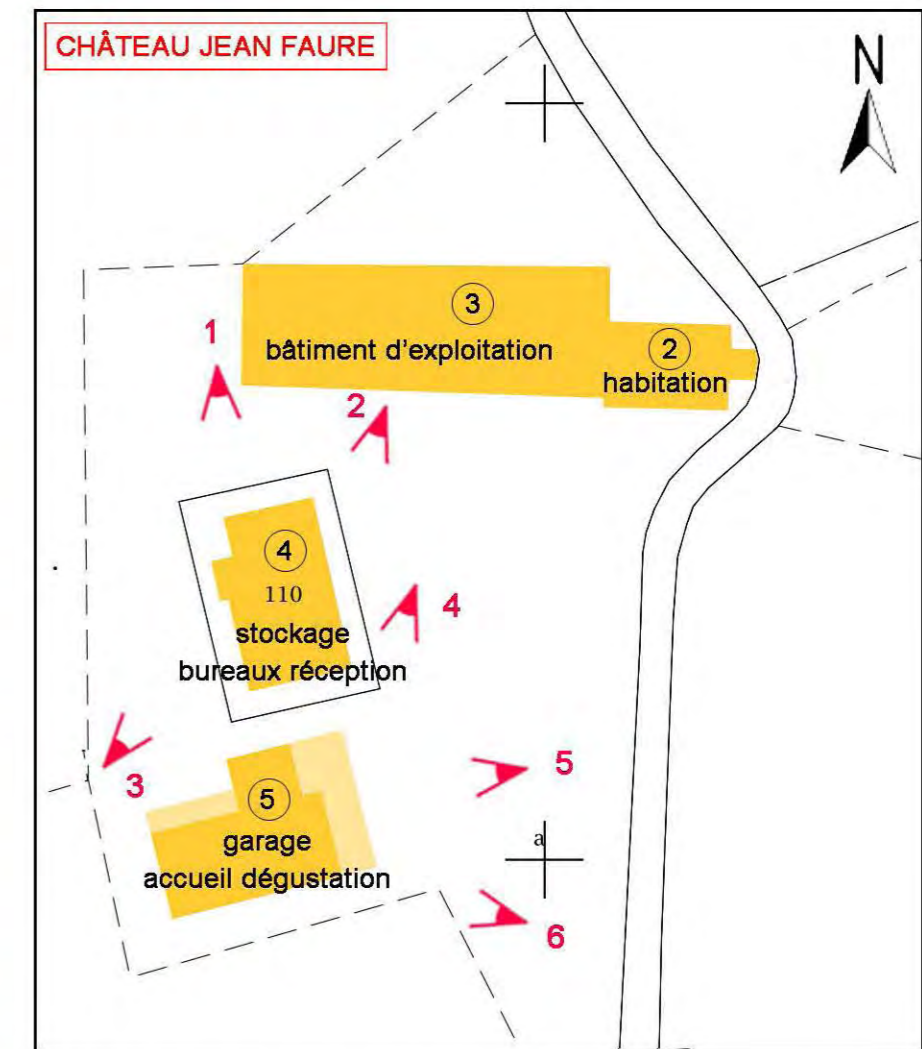 CHÂTEAU JEAN FAURE
N
3
1
bâtiment d'exploitation
2
habitation
2
4
110
4
stockage
bureaux réception
5
3
5
a
garage
accueil dégustation
6